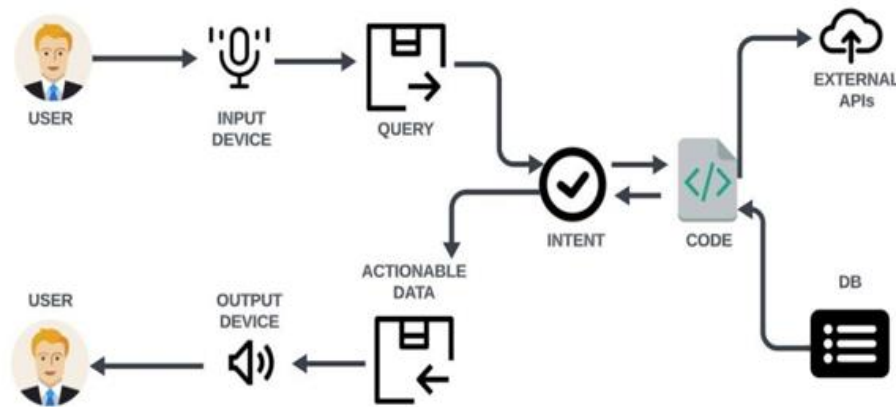 USER
INPUT
DEVICE
QUERY
INTENT
CODE
EXTERNAL
APIs
DB
ACTIONABLE
DATA
OUTPUT
DEVICE
USER